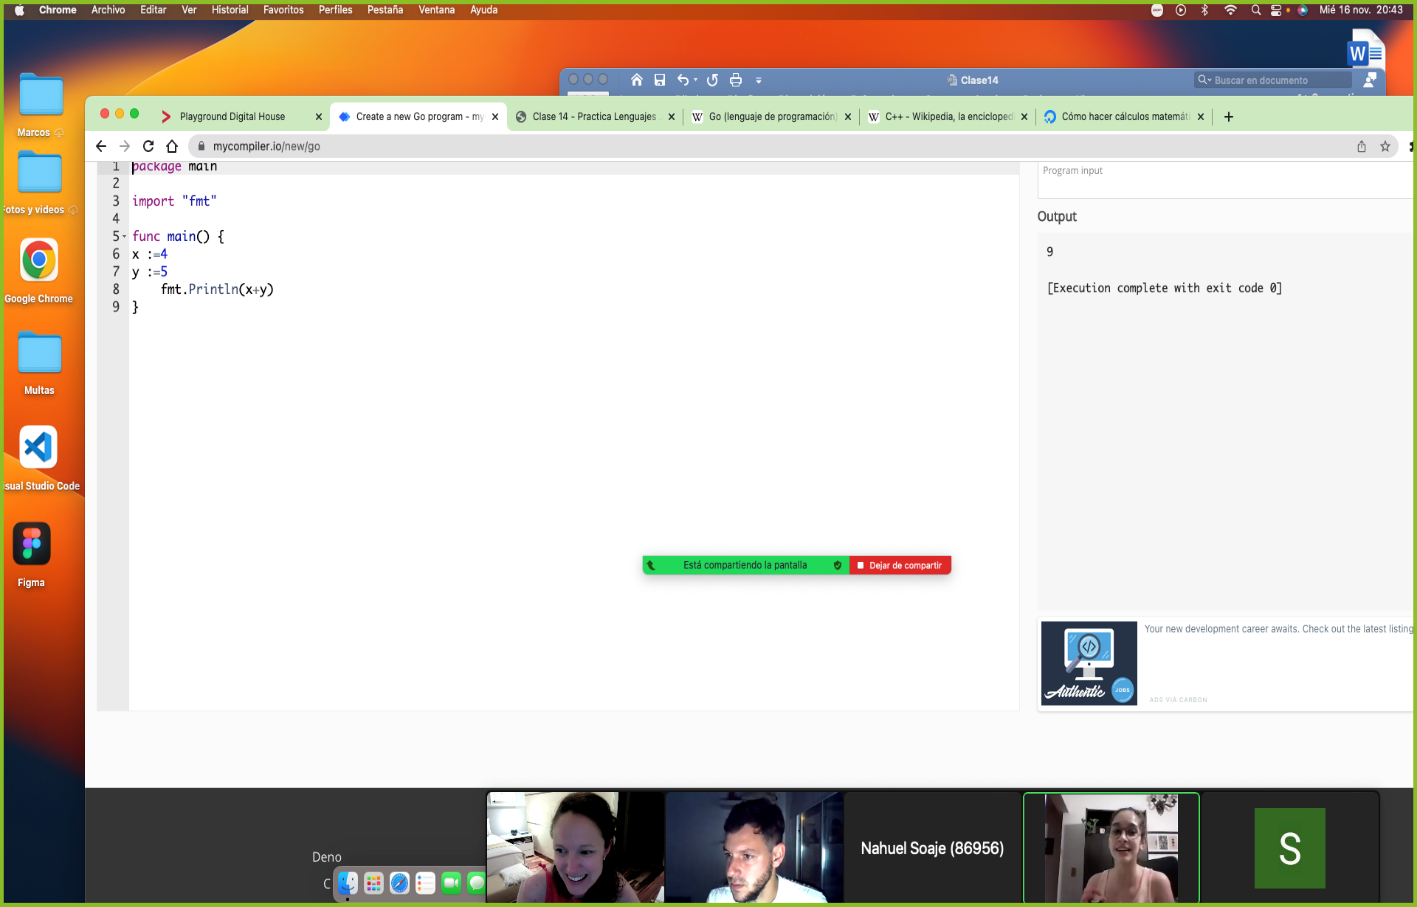 Chrome Archivo Editar Ver Historial Favoritos Perfiles Pestaña Ventana Ayuda
Mié 16 nov. 20:43
W
Clase14
Buscar en documento
Marcos
Playground Digital House
Create a new Go program - my
Clase 14 - Practica Lenguajes
Go (lenguaje de programación)
C++ - Wikipedia, la encicloped
Cómo hacer cálculos matemát
mycompiler.io/new/go
1 package main
2
3 import "fmt"
4
5 func main() {
6 x :=4
7 y :=5
8 fmt.Println(x+y)
9 }
Program input
Output
9
[Execution complete with exit code 0]
Fotos y videos
Google Chrome
Multas
isual Studio Code
Figma
Está compartiendo la pantalla
Dejar de compartir
Authentic
JOBS
Your new development career awaits. Check out the latest listing
ADS VIA CARBON
Deno
C
Nahuel Soaje (86956)
S